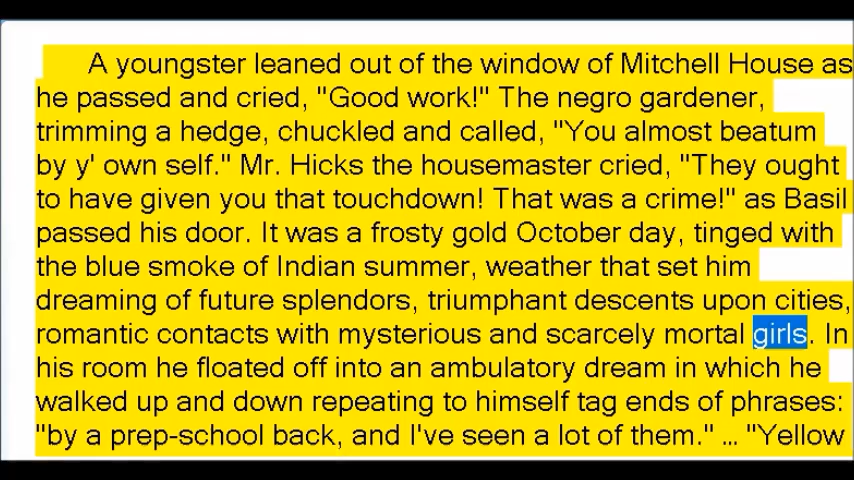 A youngster leaned out of the window of Mitchell House as
he passed and cried, "Good work!" The negro gardener,
trimming a hedge, chuckled and called, "You almost beatum
by y' own self." Mr. Hicks the housemaster cried, "They ought
to have given you that touchdown! That was a crime!" as Basil
passed his door. It was a frosty gold October day, tinged with
the blue smoke of Indian summer, weather that set him
dreaming of future splendors, triumphant descents upon cities,
romantic contacts with mysterious and scarcely mortal girls. In
his room he floated off into an ambulatory dream in which he
walked up and down repeating to himself tag ends of phrases:
"by a prep-school back, and I've seen a lot of them." ... "Yellow